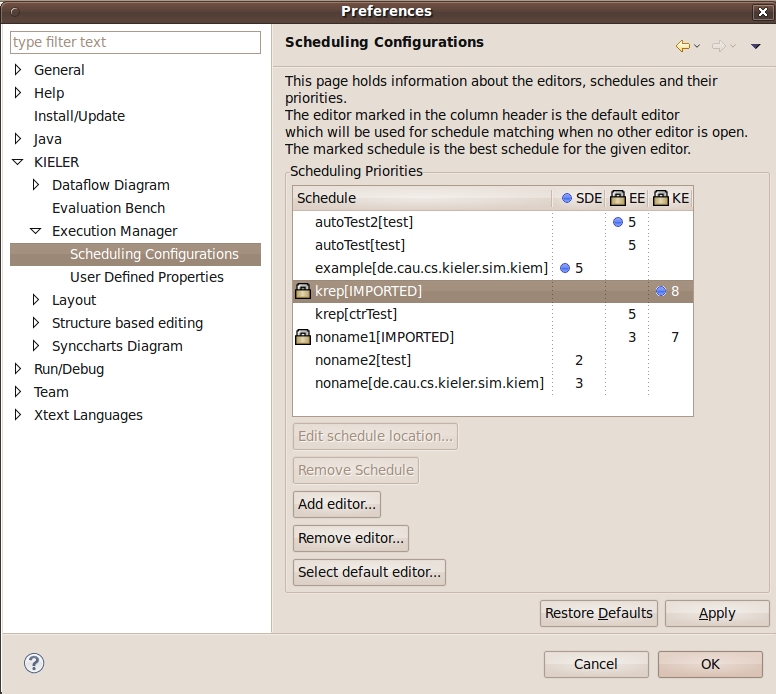 Preferences
type filter text
General
Help
Install/Update
Java
KIELER
Dataflow Diagram
Evaluation Bench
Execution Manager
Scheduling Configurations
User Defined Properties
Layout
Structure based editing
Synccharts Diagram
Run/Debug
Team
Xtext Languages
Scheduling Configurations
This page holds information about the editors, schedules and their
priorities.
The editor marked in the column header is the default editor
which will be used for schedule matching when no other editor is open.
The marked schedule is the best schedule for the given editor.
Scheduling Priorities
Schedule SDE EE KE
autoTest2[test] 5
autoTest[test] 5
example[de.cau.cs.kieler.sim.kiem] 5
krep[IMPORTED] 8
krep[ctrTest] 5
noname1[IMPORTED] 3 7
noname2[test] 2
noname[de.cau.cs.kieler.sim.kiem] 3
Edit schedule location...
Remove Schedule
Add editor...
Remove editor...
Select default editor...
Restore Defaults Apply
? Cancel OK